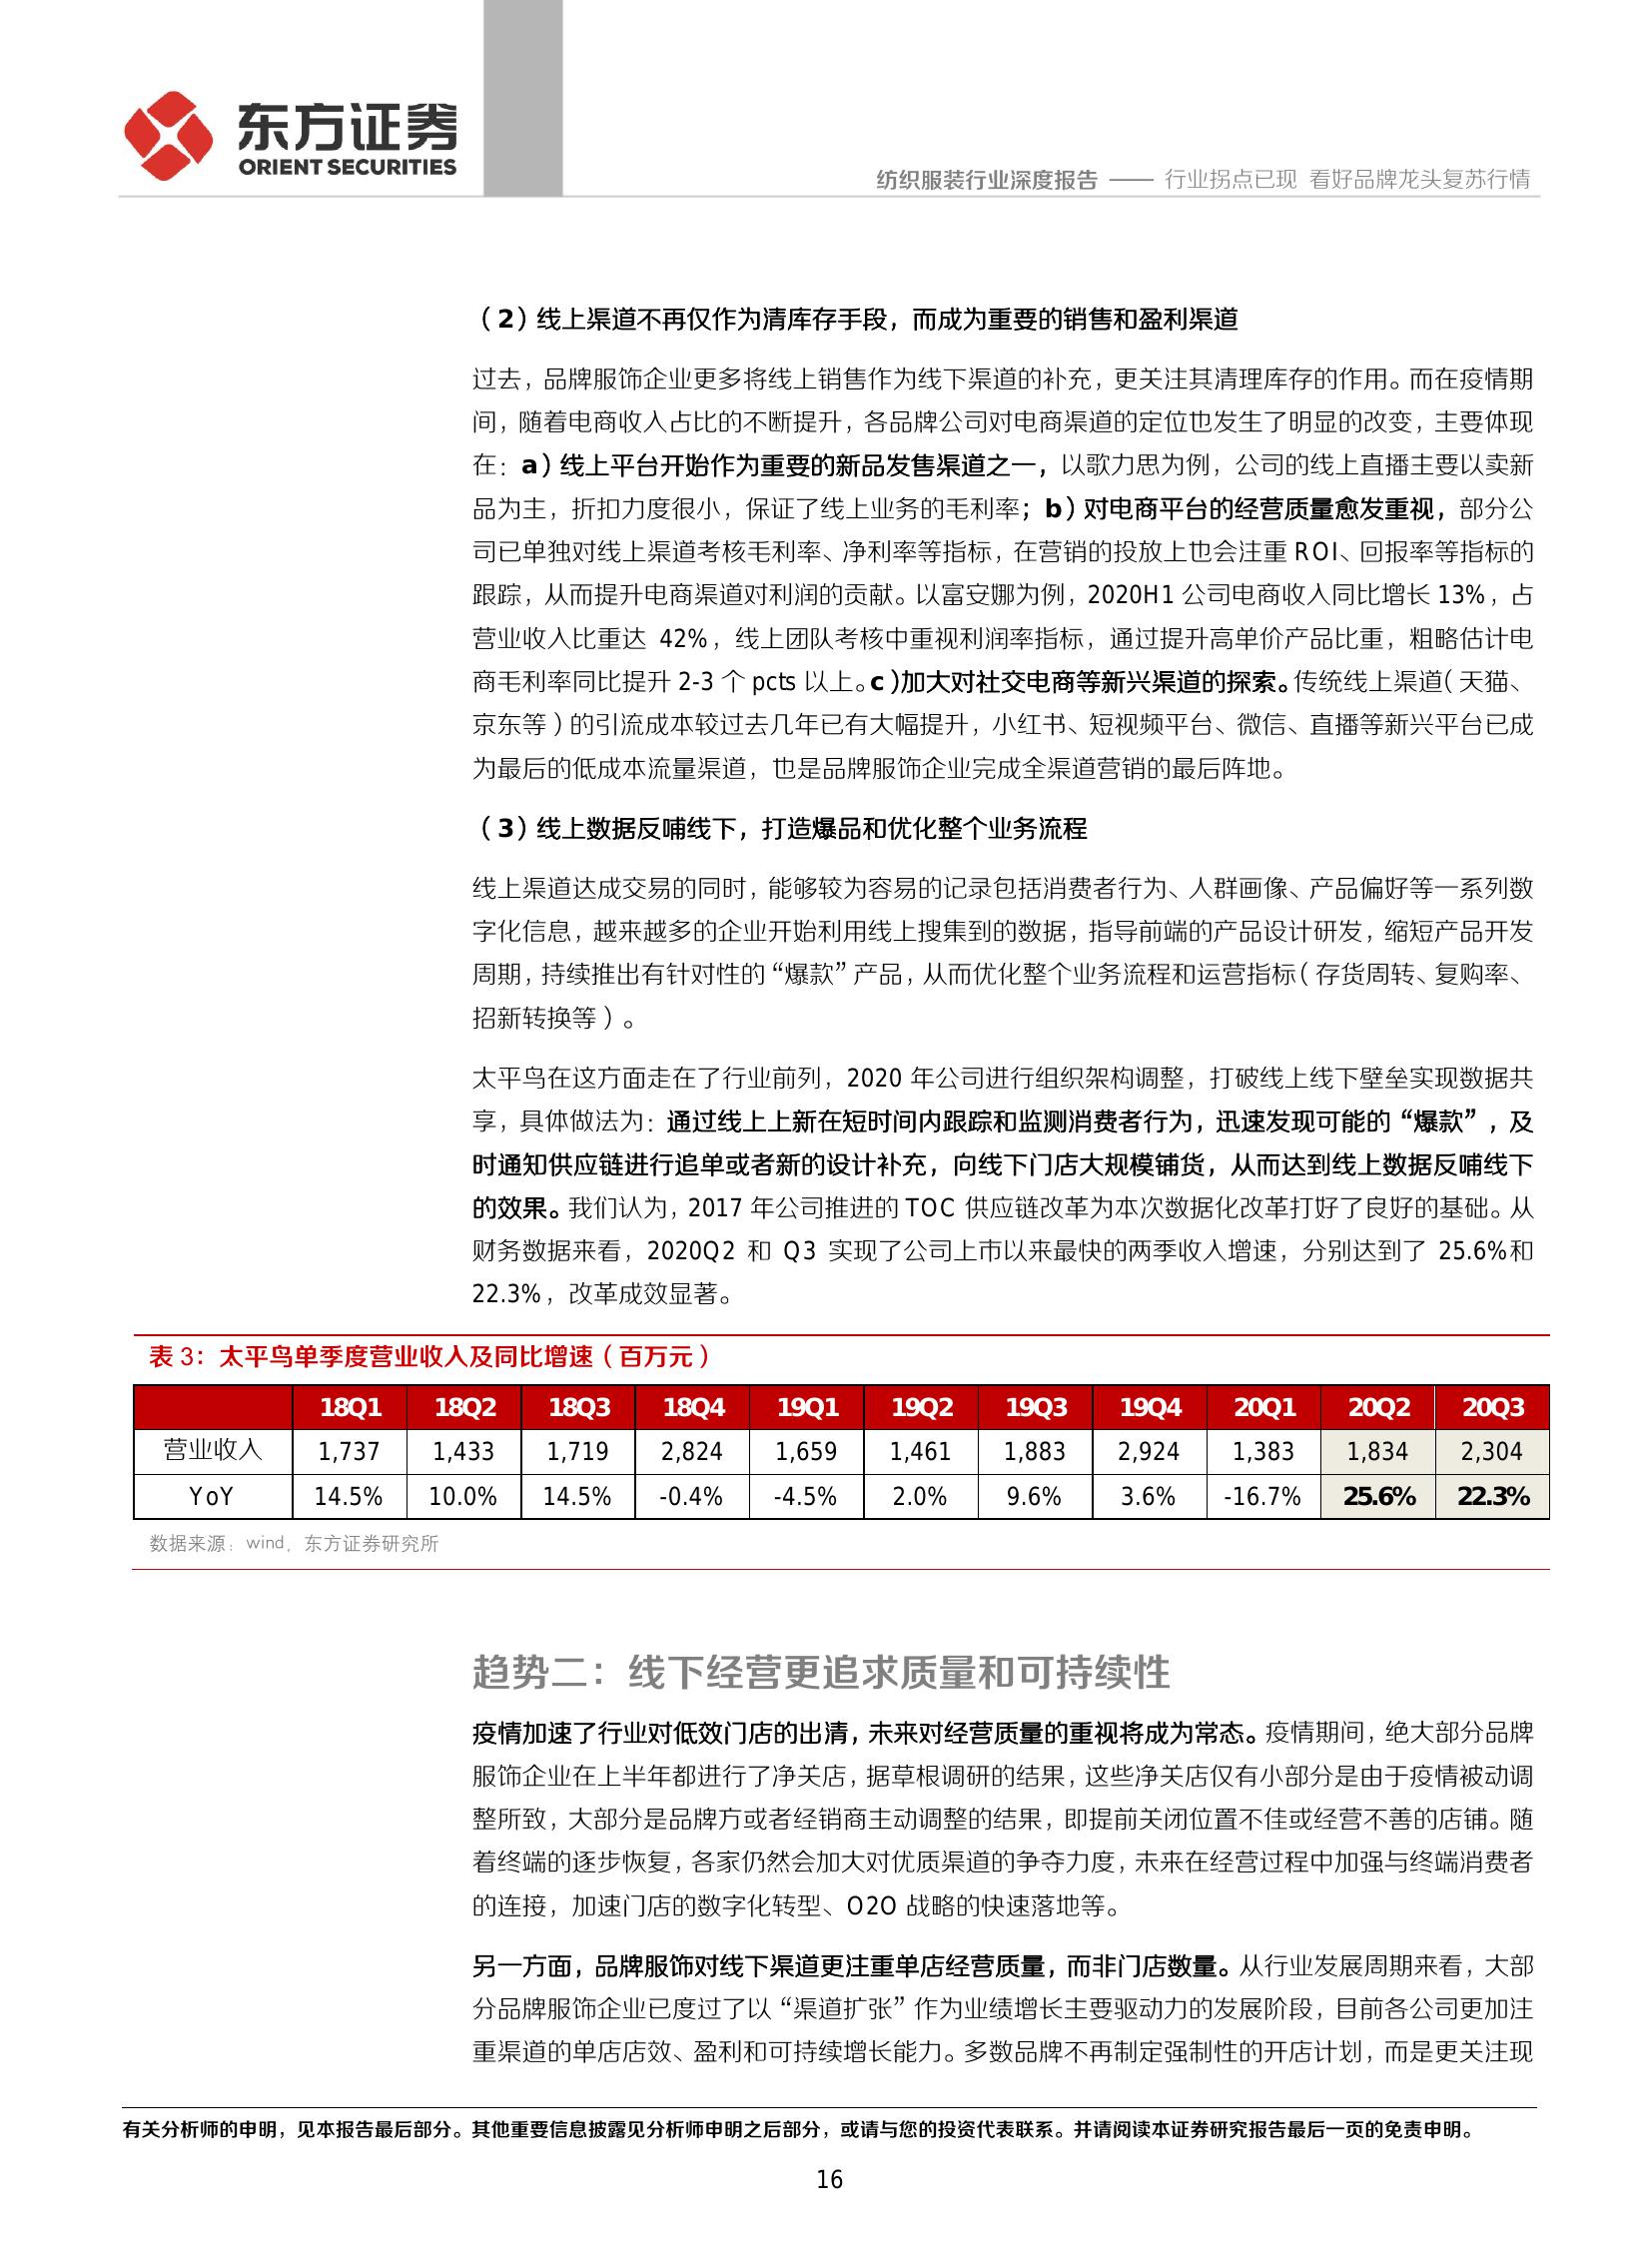 东方证券
ORIENT SECURITIES
纺织服装行业深度报告 —— 行业拐点已现 看好品牌龙头复苏行情
（2）线上渠道不再仅作为清库存手段，而成为重要的销售和盈利渠道
过去，品牌服饰企业更多将线上销售作为线下渠道的补充，更关注其清理库存的作用。而在疫情期
间，随着电商收入占比的不断提升，各品牌公司对电商渠道的定位也发生了明显的改变，主要体现
在：a）线上平台开始作为重要的新品发售渠道之一，以歌力思为例，公司的线上直播主要以卖新
品为主，折扣力度很小，保证了线上业务的毛利率；b）对电商平台的经营质量愈发重视，部分公
司已单独对线上渠道考核毛利率、净利率等指标，在营销的投放上也会注重 ROI、回报率等指标的
跟踪，从而提升电商渠道对利润的贡献。以富安娜为例，2020H1 公司电商收入同比增长 13%，占
营业收入比重达 42%，线上团队考核中重视利润率指标，通过提升高单价产品比重，粗略估计电
商毛利率同比提升 2-3 个 pcts 以上。c）加大对社交电商等新兴渠道的探索。传统线上渠道（天猫、
京东等）的引流成本较过去几年已有大幅提升，小红书、短视频平台、微信、直播等新兴平台已成
为最后的低成本流量渠道，也是品牌服饰企业完成全渠道营销的最后阵地。
（3）线上数据反哺线下，打造爆品和优化整个业务流程
线上渠道达成交易的同时，能够较为容易的记录包括消费者行为、人群画像、产品偏好等一系列数
字化信息，越来越多的企业开始利用线上搜集到的数据，指导前端的产品设计研发，缩短产品开发
周期，持续推出有针对性的“爆款”产品，从而优化整个业务流程和运营指标（存货周转、复购率、
招新转换等）。
太平鸟在这方面走在了行业前列，2020 年公司进行组织架构调整，打破线上线下壁垒实现数据共
享，具体做法为：通过线上上新在短时间内跟踪和监测消费者行为，迅速发现可能的“爆款”，及
时通知供应链进行追单或者新的设计补充，向线下门店大规模铺货，从而达到线上数据反哺线下
的效果。我们认为，2017 年公司推进的 TOC 供应链改革为本次数据化改革打好了良好的基础。从
财务数据来看，2020Q2 和 Q3 实现了公司上市以来最快的两季收入增速，分别达到了 25.6%和
22.3%，改革成效显著。
表 3：太平鸟单季度营业收入及同比增速（百万元）
18Q1 18Q2 18Q3 18Q4 19Q1 19Q2 19Q3 19Q4 20Q1 20Q2 20Q3
营业收入 1,737 1,433 1,719 2,824 1,659 1,461 1,883 2,924 1,383 1,834 2,304
YoY 14.5% 10.0% 14.5% -0.4% -4.5% 2.0% 9.6% 3.6% -16.7% 25.6% 22.3%
数据来源：wind，东方证券研究所
趋势二：线下经营更追求质量和可持续性
疫情加速了行业对低效门店的出清，未来对经营质量的重视将成为常态。疫情期间，绝大部分品牌
服饰企业在上半年都进行了净关店，据草根调研的结果，这些净关店仅有小部分是由于疫情被动调
整所致，大部分是品牌方或者经销商主动调整的结果，即提前关闭位置不佳或经营不善的店铺。随
着终端的逐步恢复，各家仍然会加大对优质渠道的争夺力度，未来在经营过程中加强与终端消费者
的连接，加速门店的数字化转型、O2O 战略的快速落地等。
另一方面，品牌服饰对线下渠道更注重单店经营质量，而非门店数量。从行业发展周期来看，大部
分品牌服饰企业已度过了以“渠道扩张”作为业绩增长主要驱动力的发展阶段，目前各公司更加注
重渠道的单店店效、盈利和可持续增长能力。多数品牌不再制定强制性的开店计划，而是更关注现
有关分析师的申明，见本报告最后部分。其他重要信息披露见分析师申明之后部分，或请与您的投资代表联系。并请阅读本证券研究报告最后一页的免责申明。
16